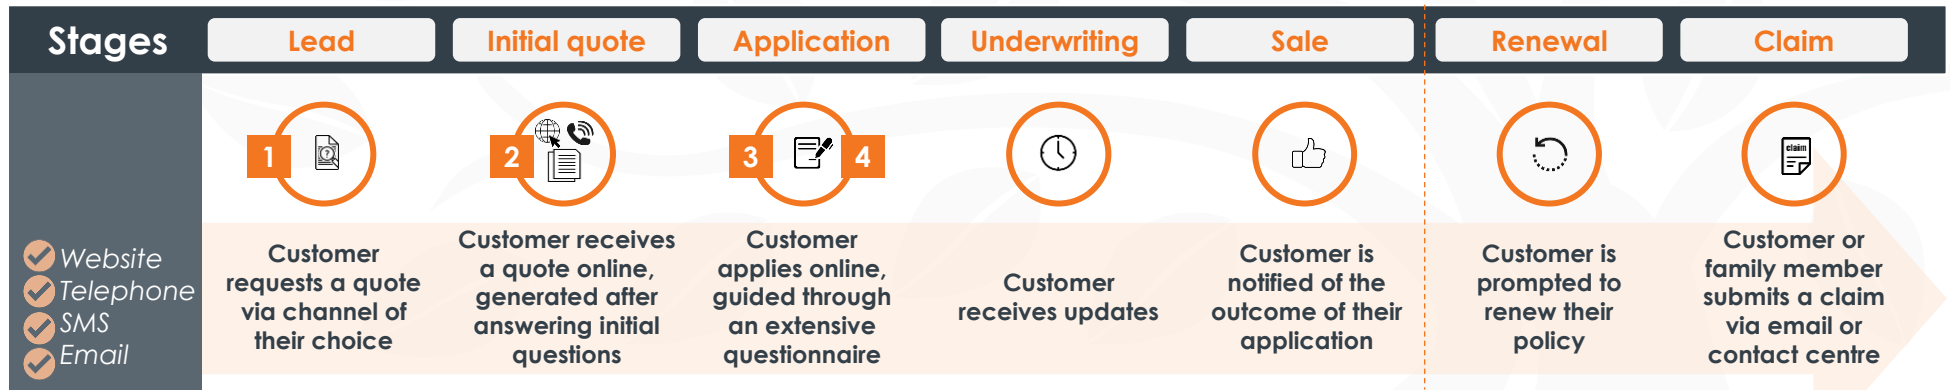 Stages
Lead
Initial quote
Application
Underwriting
Sale
Renewal
Claim
1
2
3
4
claim
Website
Telephone
SMS
Email
Customer
requests a quote
via channel of
their choice
Customer receives
a quote online,
generated after
answering initial
questions
Customer
applies online,
guided through
an extensive
questionnaire
Customer
receives updates
Customer is
notified of the
outcome of their
application
Customer is
prompted to
renew their
policy
Customer or
family member
submits a claim
via email or
contact centre